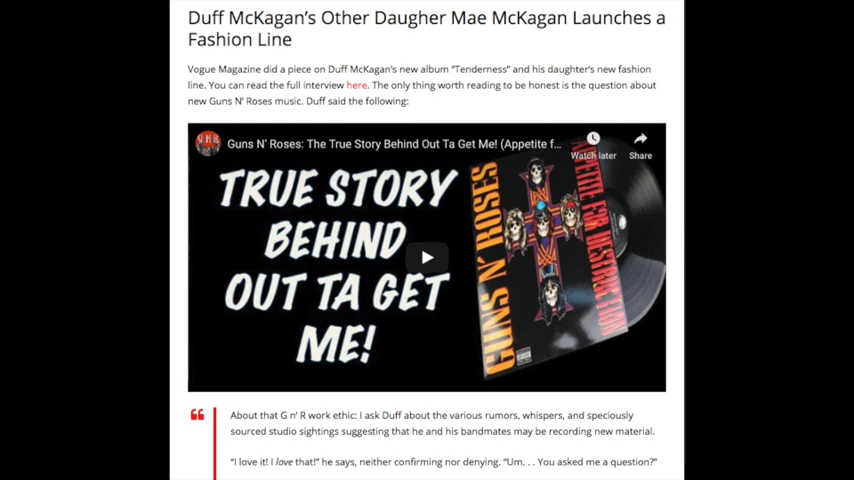 Duff McKagan’s Other Daugher Mae McKagan Launches a
Fashion Line
Vogue Magazine did a piece on Duff McKagan’s new album “Tenderness” and his daughter’s new fashion
line. You can read the full interview here. The only thing worth reading to be honest is the question about
new Guns N’ Roses music. Duff said the following:
Guns N' Roses: The True Story Behind Out Ta Get Me! (Appetite f...
Watch later
Share
TRUE STORY
BEHIND
OUT TA GET
ME!
GUNS N' ROSES
APPETITE FOR DESTRUCTION
About that G n’ R work ethic: I ask Duff about the various rumors, whispers, and speciously
sourced studio sightings suggesting that he and his bandmates may be recording new material.
“I love it! I love that!” he says, neither confirming nor denying. “Um. . . You asked me a question?”